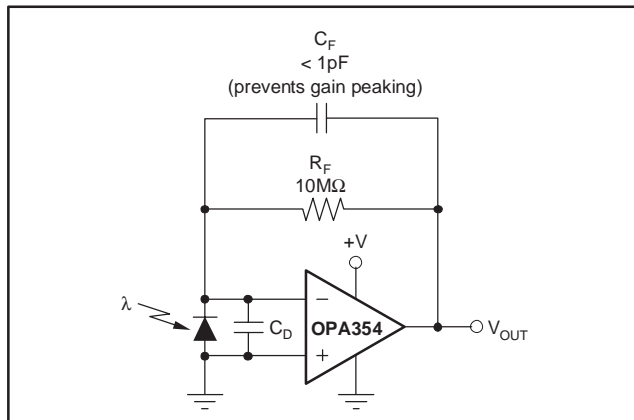 C_F
< 1pF
(prevents gain peaking)
R_F
10MΩ
+V
λ
−
C_D
OPA354
+
V_OUT